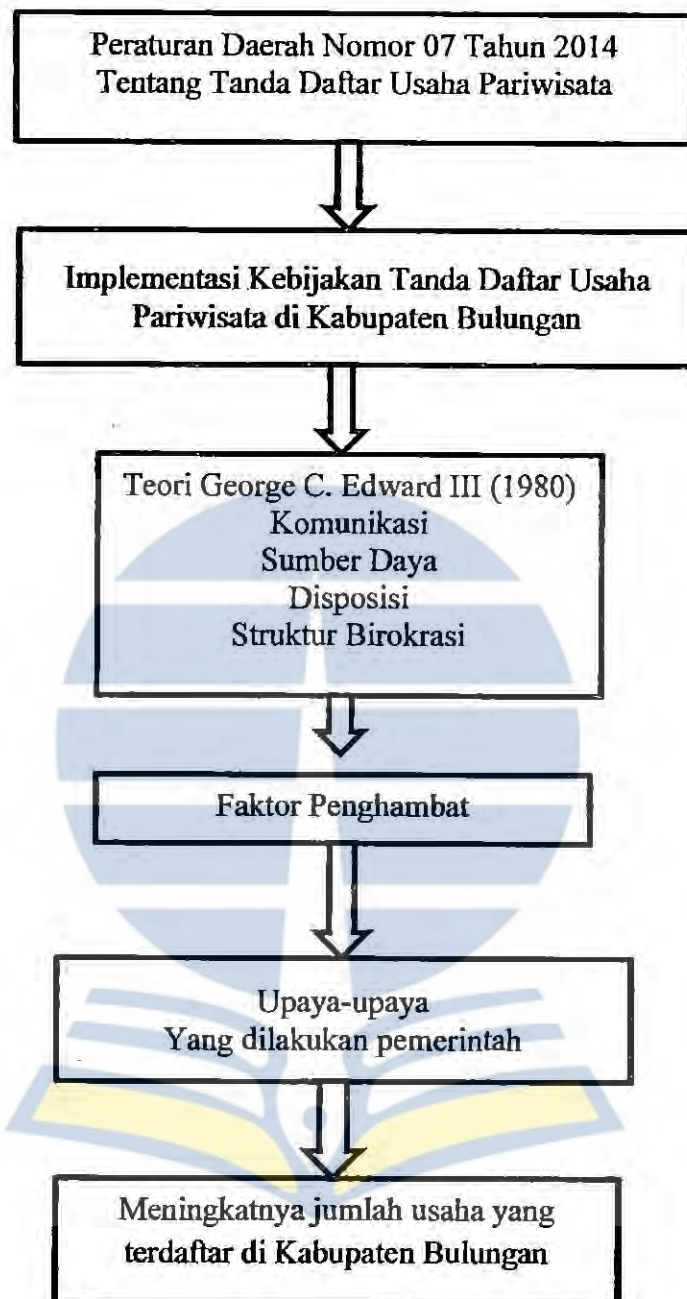 Peraturan Daerah Nomor 07 Tahun 2014
Tentang Tanda Daftar Usaha Pariwisata
Implementasi Kebijakan Tanda Daftar Usaha
Pariwisata di Kabupaten Bulungan
Teori George C. Edward III (1980)
Komunikasi
Sumber Daya
Disposisi
Struktur Birokrasi
Faktor Penghambat
Upaya-upaya
Yang dilakukan pemerintah
Meningkatnya jumlah usaha yang
terdaftar di Kabupaten Bulungan